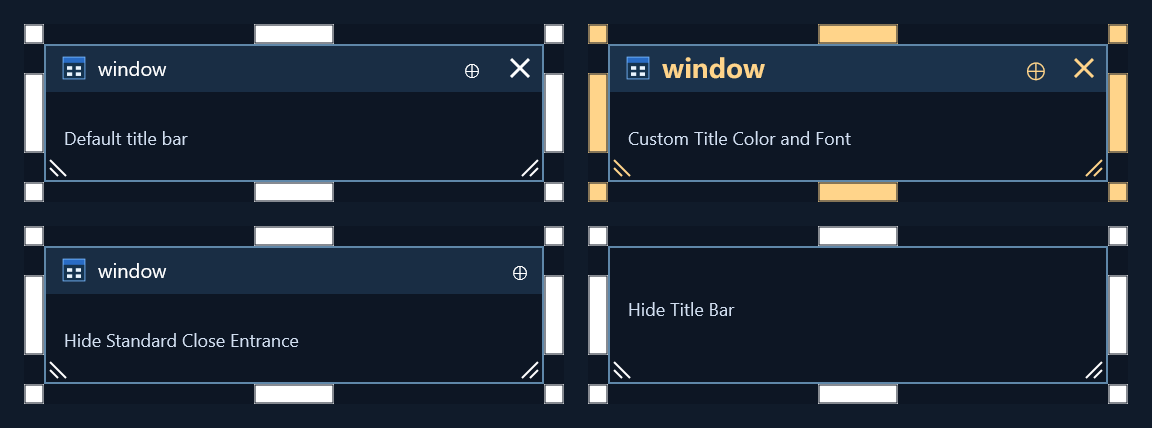 window
Default title bar
window
Custom Title Color and Font
window
Hide Standard Close Entrance
Hide Title Bar